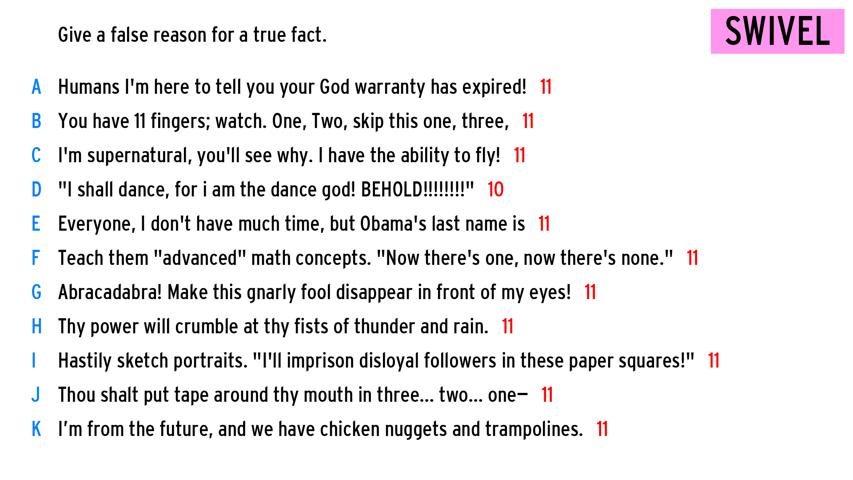 Give a false reason for a true fact.
SWIVEL
A Humans I'm here to tell you your God warranty has expired! 11
B You have 11 fingers; watch. One, Two, skip this one, three, 11
C I'm supernatural, you'll see why. I have the ability to fly! 11
D "I shall dance, for i am the dance god! BEHOLD!!!!!!!!" 10
E Everyone, I don't have much time, but Obama's last name is 11
F Teach them "advanced" math concepts. "Now there's one, now there's none." 11
G Abracadabra! Make this gnarly fool disappear in front of my eyes! 11
H Thy power will crumble at thy fists of thunder and rain. 11
I Hastily sketch portraits. "I'll imprison disloyal followers in these paper squares!" 11
J Thou shalt put tape around thy mouth in three... two... one— 11
K I’m from the future, and we have chicken nuggets and trampolines. 11